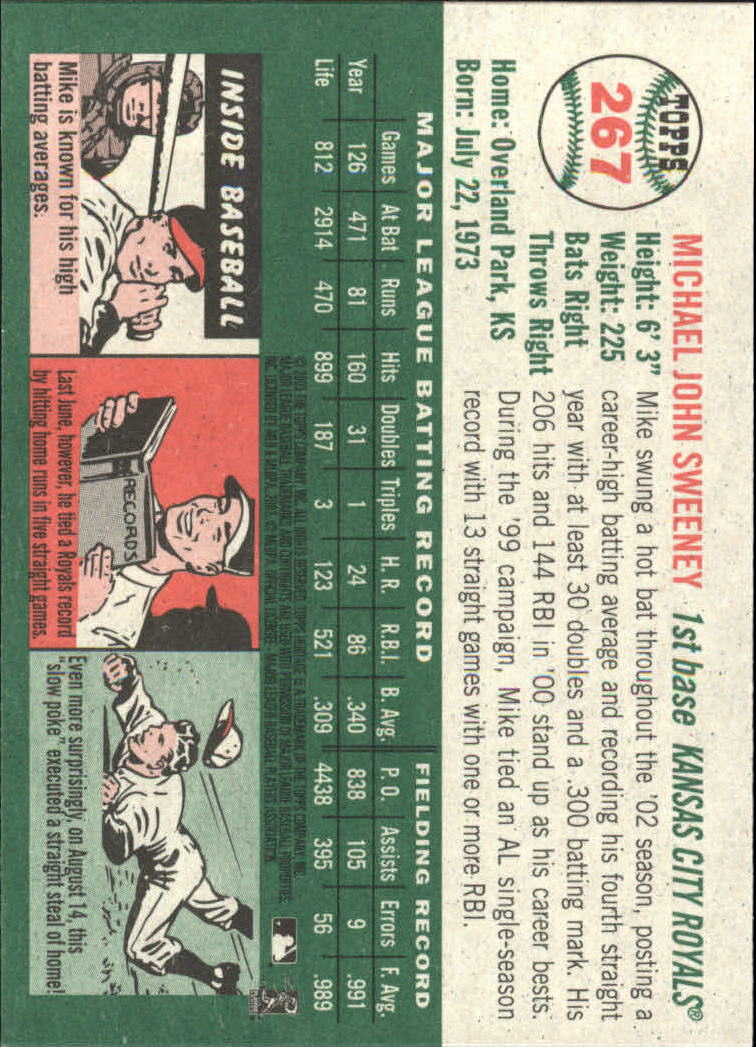 TOPPS
267
MICHAEL JOHN SWEENEY 1st base KANSAS CITY ROYALS®
Height: 6' 3"
Weight: 225
Bats Right
Throws Right
Home: Overland Park, KS
Born: July 22, 1973
Mike swung a hot bat throughout the '02 season, posting a
career-high batting average and recording his fourth straight
year with at least 30 doubles and a .300 batting mark. His
206 hits and 144 RBI in '00 stand up as his career bests.
During the '99 campaign, Mike tied an AL single-season
record with 13 straight games with one or more RBI.
MAJOR LEAGUE BATTING RECORD FIELDING RECORD
Games At Bat Runs Hits Doubles Triples H. R. R.B.I. B. Avg. P. O. Assists Errors F. Avg.
Year 126 471 81 160 31 1 24 86 .340 838 105 9 .991
Life 812 2914 470 899 187 3 123 521 .309 4438 395 56 .989
INSIDE BASEBALL
Mike is known for his high
batting averages.
RECORDS
Last June, however, he tied a Royals record
by hitting home runs in five straight games.
Even more surprisingly, on August 14, this
"slow poke" executed a straight steal of home!